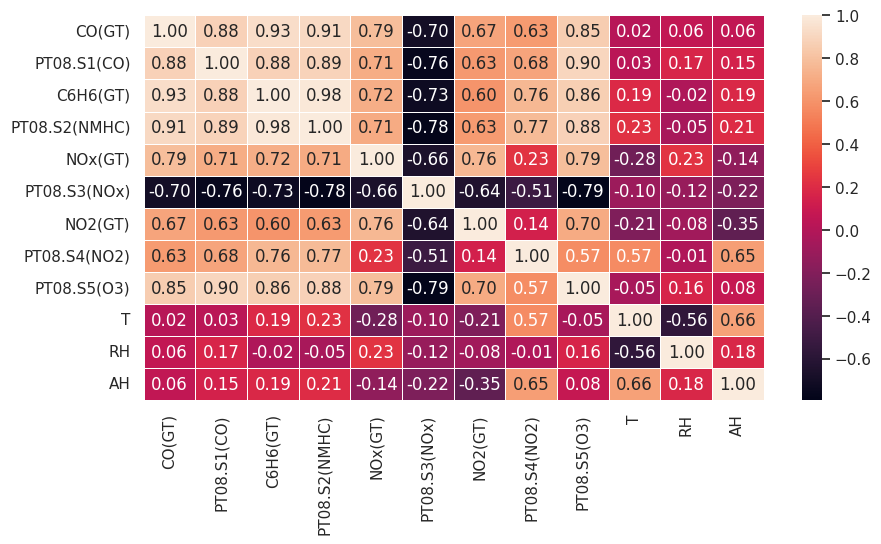 CO(GT) 1.00 0.88 0.93 0.91 0.79 -0.70 0.67 0.63 0.85 0.02 0.06 0.06 1.0
PT08.S1(CO) 0.88 1.00 0.88 0.89 0.71 -0.76 0.63 0.68 0.90 0.03 0.17 0.15 0.8
C6H6(GT) 0.93 0.88 1.00 0.98 0.72 -0.73 0.60 0.76 0.86 0.19 -0.02 0.19 0.6
PT08.S2(NMHC) 0.91 0.89 0.98 1.00 0.71 -0.78 0.63 0.77 0.88 0.23 -0.05 0.21 0.4
NOx(GT) 0.79 0.71 0.72 0.71 1.00 -0.66 0.76 0.23 0.79 -0.28 0.23 -0.14
PT08.S3(NOx) -0.70 -0.76 -0.73 -0.78 -0.66 1.00 -0.64 -0.51 -0.79 -0.10 -0.12 -0.22 0.2
NO2(GT) 0.67 0.63 0.60 0.63 0.76 -0.64 1.00 0.14 0.70 -0.21 -0.08 -0.35 0.0
PT08.S4(NO2) 0.63 0.68 0.76 0.77 0.23 -0.51 0.14 1.00 0.57 0.57 -0.01 0.65 −0.2
PT08.S5(O3) 0.85 0.90 0.86 0.88 0.79 -0.79 0.70 0.57 1.00 -0.05 0.16 0.08
T 0.02 0.03 0.19 0.23 -0.28 -0.10 -0.21 0.57 -0.05 1.00 -0.56 0.66 −0.4
RH 0.06 0.17 -0.02 -0.05 0.23 -0.12 -0.08 -0.01 0.16 -0.56 1.00 0.18 −0.6
AH 0.06 0.15 0.19 0.21 -0.14 -0.22 -0.35 0.65 0.08 0.66 0.18 1.00
CO(GT) PT08.S1(CO) C6H6(GT) PT08.S2(NMHC) NOx(GT) PT08.S3(NOx) NO2(GT) PT08.S4(NO2) PT08.S5(O3) T RH AH